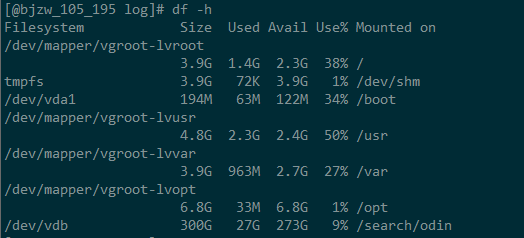 [@bjzw_105_195 log]# df -h
Filesystem            Size  Used Avail Use% Mounted on
/dev/mapper/vgroot-lvroot
                      3.9G  1.4G  2.3G  38% /
tmpfs                 3.9G   72K  3.9G   1% /dev/shm
/dev/vda1             194M   63M  122M  34% /boot
/dev/mapper/vgroot-lvusr
                      4.8G  2.3G  2.4G  50% /usr
/dev/mapper/vgroot-lvvar
                      3.9G  963M  2.7G  27% /var
/dev/mapper/vgroot-lvopt
                      6.8G   33M  6.8G   1% /opt
/dev/vdb              300G   27G  273G   9% /search/odin